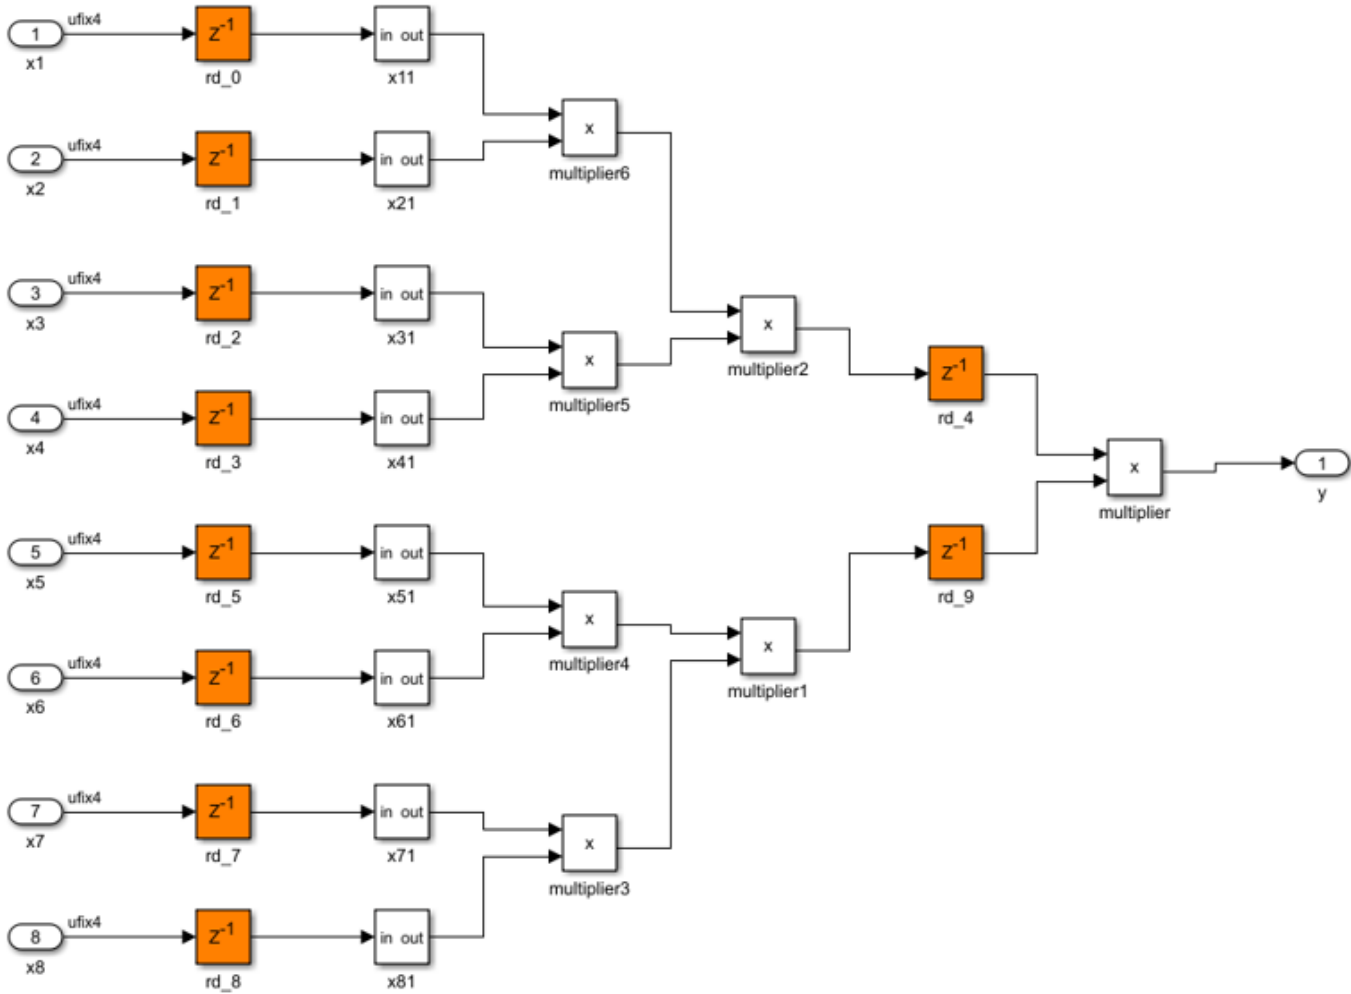 1 ufix4 Z-1 in out
x1 rd_0 x11
x
multiplier6
2 ufix4 Z-1 in out
x2 rd_1 x21
3 ufix4 Z-1 in out
x3 rd_2 x31
x
multiplier2
x
multiplier5
Z-1
rd_4
4 ufix4 Z-1 in out
x4 rd_3 x41
x
multiplier
1
y
5 ufix4 Z-1 in out
x5 rd_5 x51
Z-1
rd_9
x
multiplier4
x
multiplier1
6 ufix4 Z-1 in out
x6 rd_6 x61
7 ufix4 Z-1 in out
x7 rd_7 x71
x
multiplier3
8 ufix4 Z-1 in out
x8 rd_8 x81